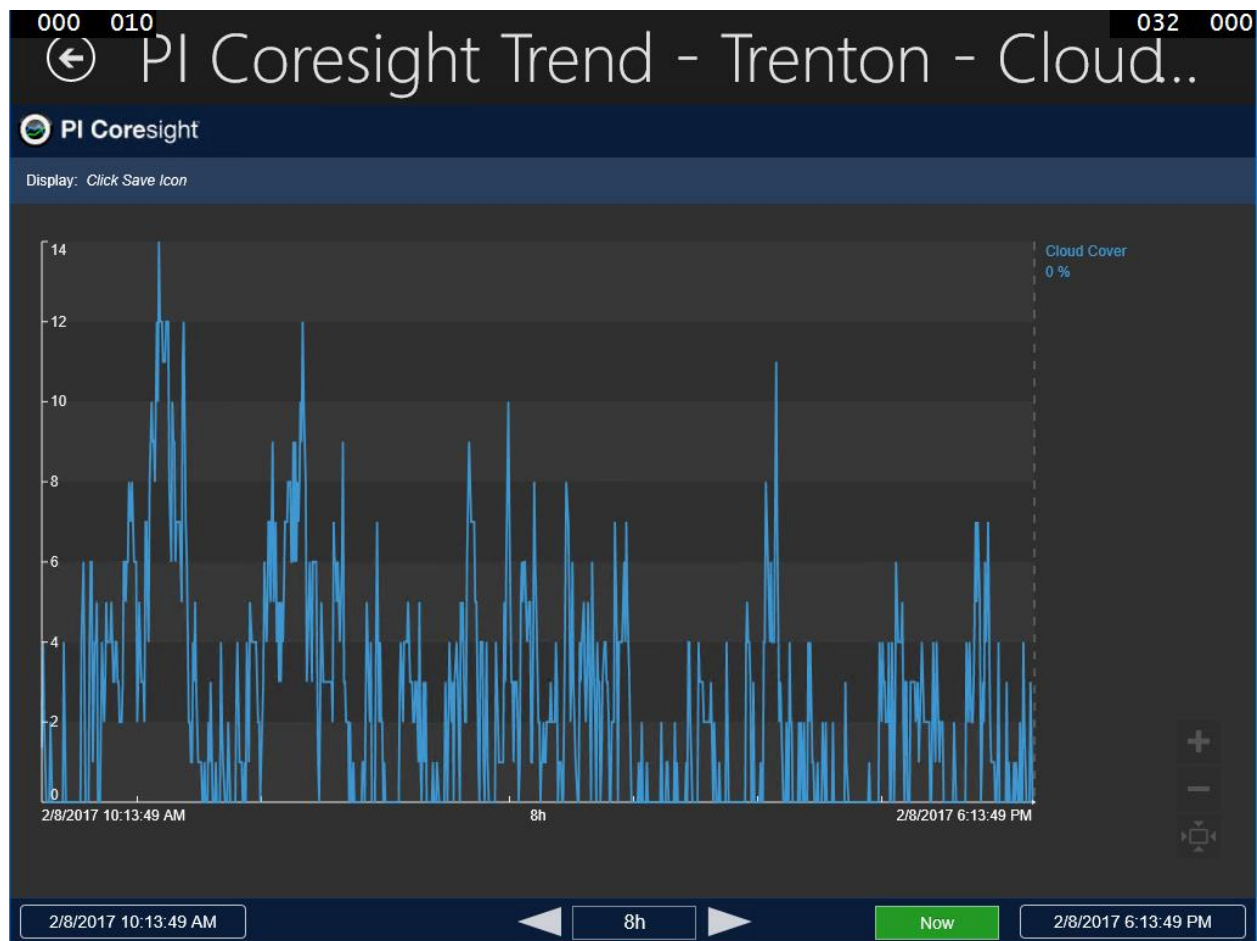 000 010
032 000
PI Coresight Trend - Trenton - Cloud...
PI Coresight
Display: Click Save Icon
14
12
10
8
6
4
2
0
Cloud Cover
0 %
2/8/2017 10:13:49 AM
8h
2/8/2017 6:13:49 PM
2/8/2017 10:13:49 AM
8h
Now
2/8/2017 6:13:49 PM